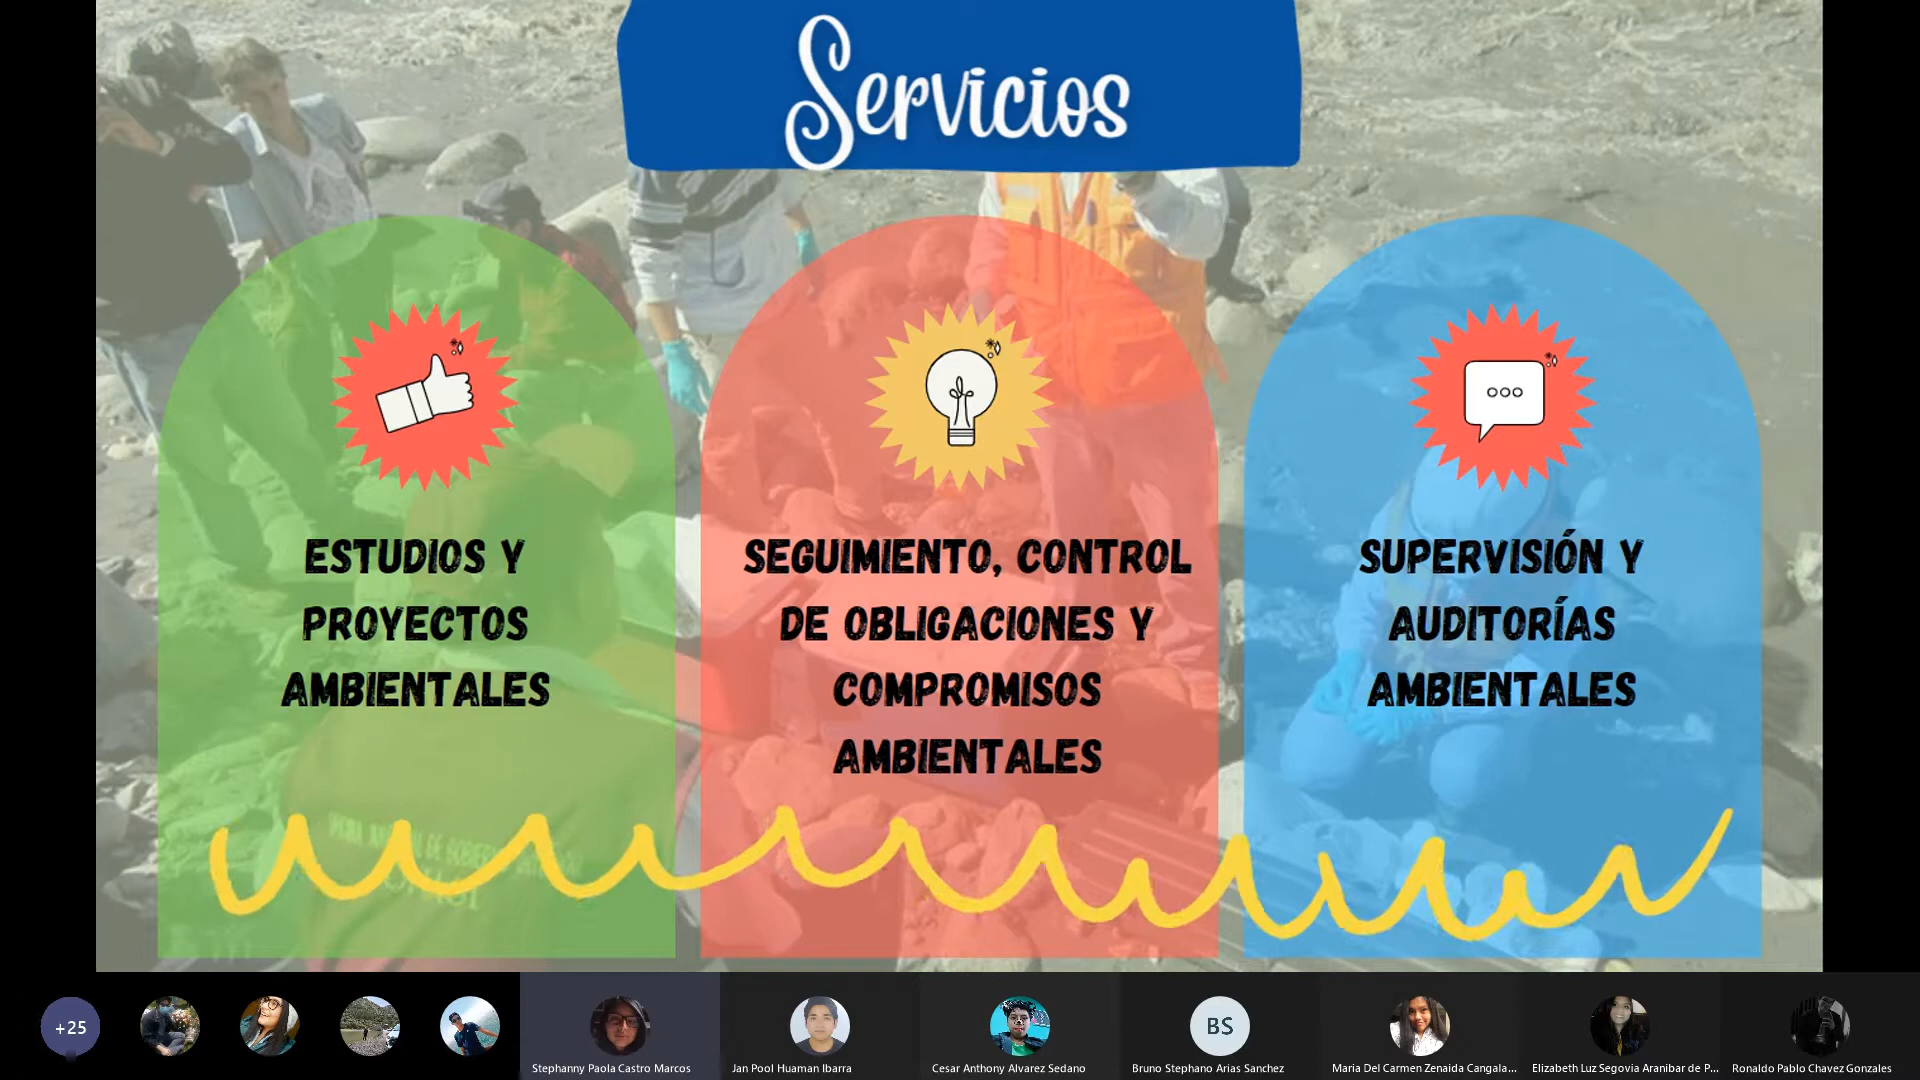 Servicios
ESTUDIOS Y
PROYECTOS
AMBIENTALES
SEGUIMIENTO, CONTROL
DE OBLIGACIONES Y
COMPROMISOS
AMBIENTALES
SUPERVISIÓN Y
AUDITORÍAS
AMBIENTALES
+25
Stephanny Paola Castro Marcos
Jan Pool Huaman Ibarra
Cesar Anthony Alvarez Sedano
BS
Bruno Stephano Arias Sanchez
Maria Del Carmen Zenaida Cangala...
Elizabeth Luz Segovia Aranibar de P...
Ronaldo Pablo Chavez Gonzales